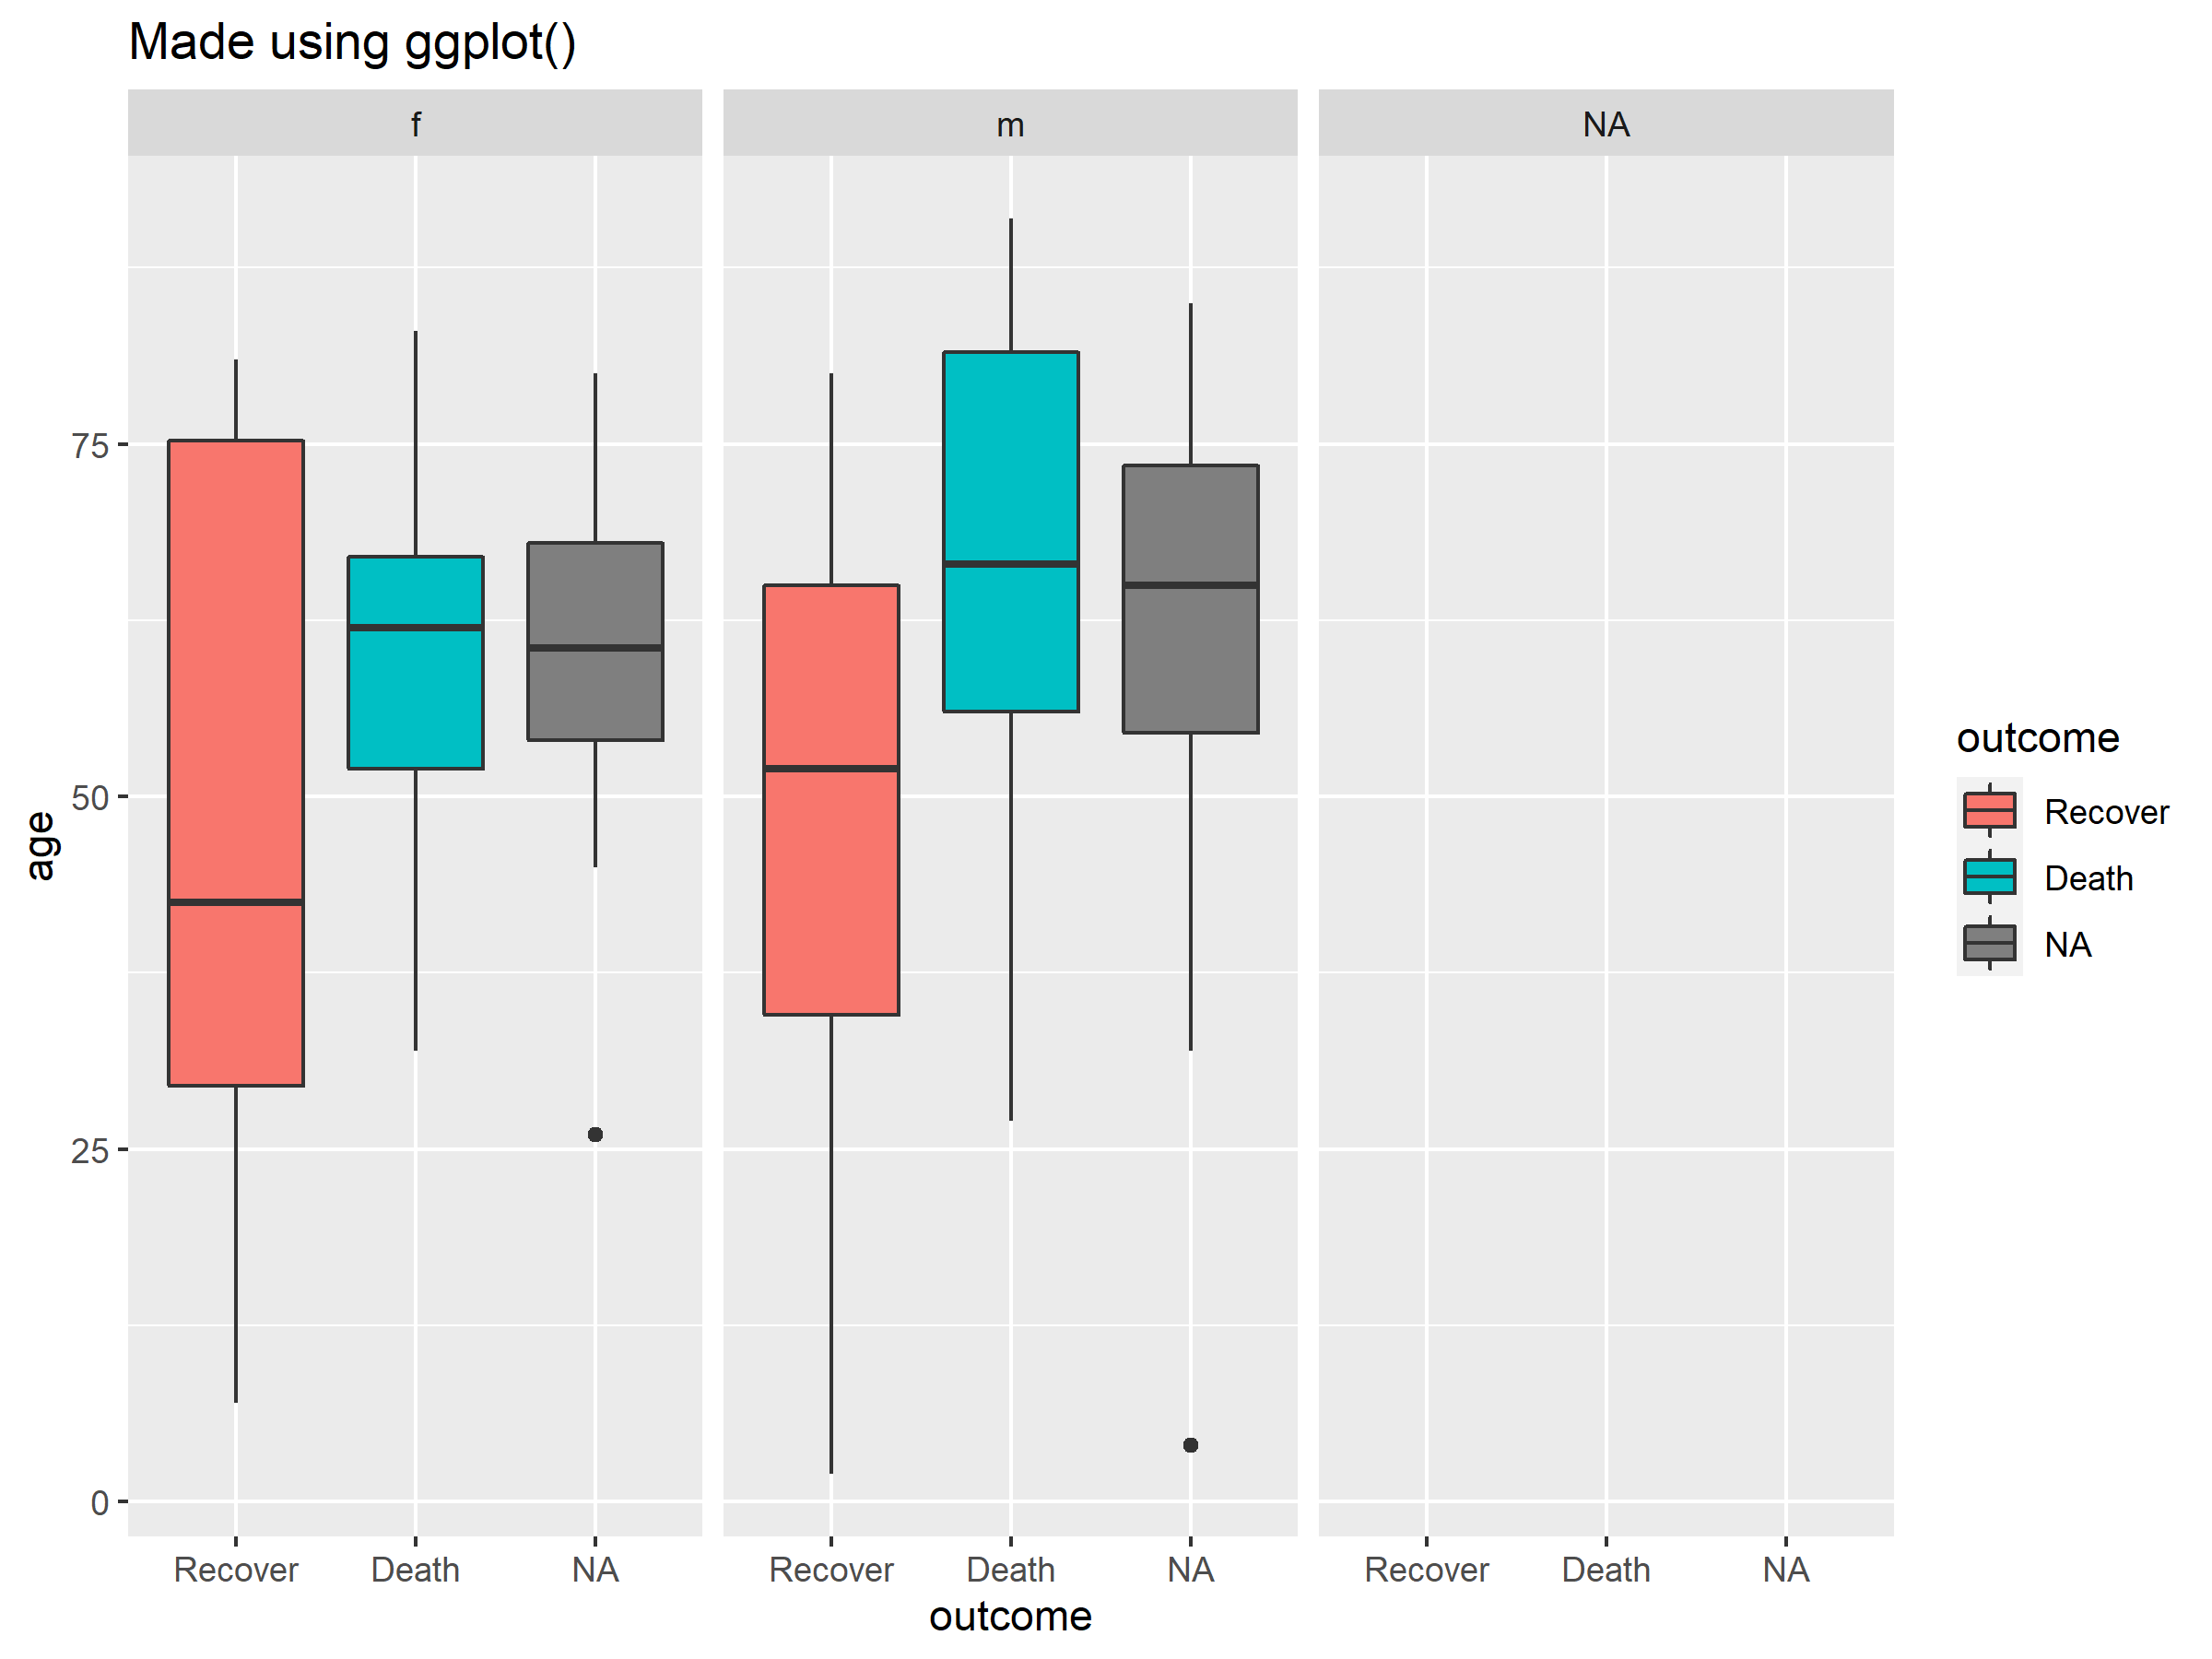 Made using ggplot()
f
m
NA
75
50
25
0
age
Recover
Death
NA
Recover
Death
NA
Recover
Death
NA
outcome
outcome
Recover
Death
NA